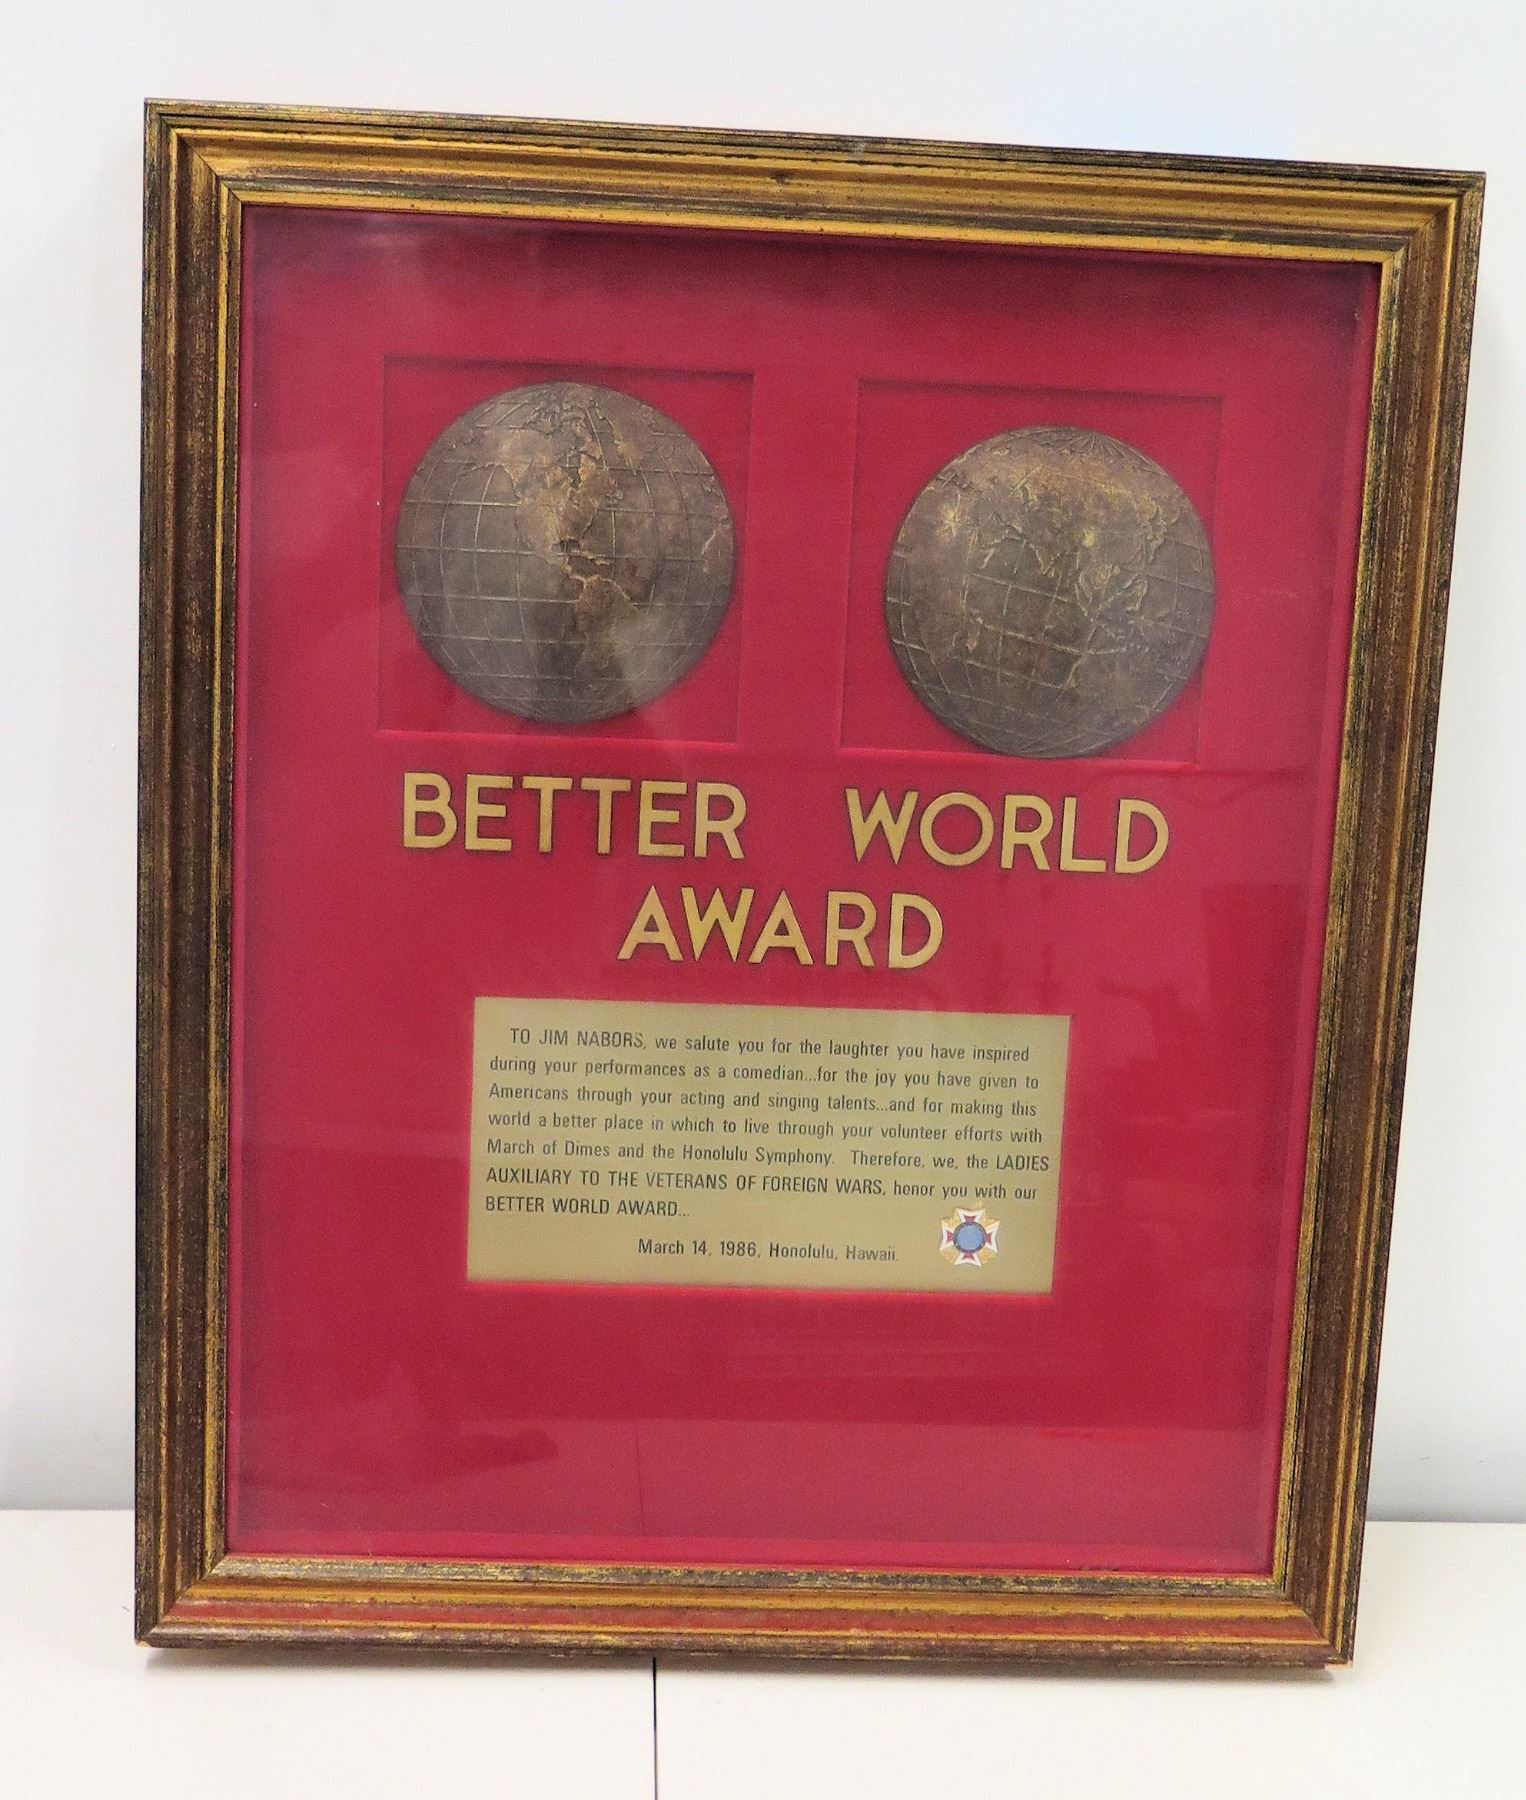 BETTER WORLD
AWARD
TO JIM NABORS, we salute you for the laughter you have inspired
during your performances as a comedian...for the joy you have given to
Americans through your acting and singing talents...and for making this
world a better place in which to live through your volunteer efforts with
March of Dimes and the Honolulu Symphony. Therefore, we, the LADIES
AUXILIARY TO THE VETERANS OF FOREIGN WARS, honor you with our
BETTER WORLD AWARD...
March 14, 1986, Honolulu, Hawaii.